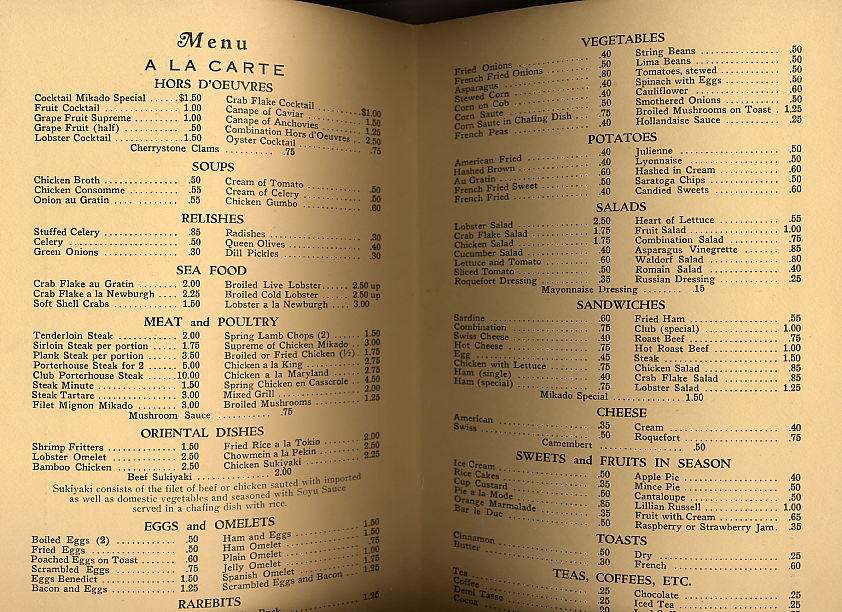 Menu
A LA CARTE
HORS D'OEUVRES
Cocktail Mikado Special ..... $1.50
Fruit Cocktail ..... 1.00
Grape Fruit Supreme ..... 1.00
Grape Fruit (half) ..... .50
Lobster Cocktail ..... 1.50
Crab Flake Cocktail ..... $1.00
Canape of Caviar ..... 1.50
Canape of Anchovies ..... 1.25
Combination Hors d'Oeuvres .. 2.50
Oyster Cocktail ..... .75
Cherrystone Clams ..... .75
SOUPS
Chicken Broth ..... .50
Chicken Consomme ..... .55
Onion au Gratin ..... .55
Cream of Tomato ..... .50
Cream of Celery ..... .50
Chicken Gumbo ..... .60
RELISHES
Stuffed Celery ..... .85
Celery ..... .50
Green Onions ..... .30
Radishes ..... .30
Queen Olives ..... .40
Dill Pickles ..... .30
SEA FOOD
Crab Flake au Gratin ..... 2.00
Crab Flake a la Newburgh .... 2.25
Soft Shell Crabs ..... 1.50
Broiled Live Lobster..... 2.50 up
Broiled Cold Lobster..... 2.50 up
Lobster a la Newburgh .... 3.00
MEAT and POULTRY
Tenderloin Steak ..... 2.00
Sirloin Steak per portion ..... 1.75
Plank Steak per portion ..... 3.50
Porterhouse Steak for 2 ..... 5.00
Club Porterhouse Steak ..... 10.00
Steak Minute ..... 1.50
Steak Tartare ..... 3.00
Filet Mignon Mikado ..... 3.00
Spring Lamb Chops (2) ..... 1.50
Supreme of Chicken Mikado .. 3.00
Broiled or Fried Chicken (½) . 1.75
Chicken a la King ..... 2.75
Chicken a la Maryland ..... 2.75
Spring Chicken en Casserole .. 4.50
Mixed Grill ..... 2.00
Broiled Mushrooms ..... 1.25
Mushroom Sauce ..... .75
ORIENTAL DISHES
Shrimp Fritters ..... 1.50
Lobster Omelet ..... 2.50
Bamboo Chicken ..... 2.50
Fried Rice a la Tokio ..... 2.00
Chowmein a la Pekin ..... 2.50
Chicken Sukiyaki ..... 2.25
Beef Sukiyaki ..... 2.00
Sukiyaki consists of the filet of beef or chicken sauted with imported
as well as domestic vegetables and seasoned with Soyu Sauce
served in a chafing dish with rice.
EGGS and OMELETS
Boiled Eggs (2) ..... .50
Fried Eggs ..... .50
Poached Eggs on Toast ..... .60
Scrambled Eggs ..... .75
Eggs Benedict ..... 1.50
Bacon and Eggs ..... 1.25
Ham and Eggs ..... 1.50
Ham Omelet ..... 1.50
Plain Omelet ..... 1.25
Jelly Omelet ..... 1.00
Spanish Omelet ..... 1.75
Scrambled Eggs and Bacon ..... 1.25
RAREBITS
1.25
VEGETABLES
Fried Onions ..... .40
French Fried Onions ..... .50
Asparagus ..... .80
Stewed Corn ..... .40
Corn on Cob ..... .40
Corn Saute ..... .50
Corn Saute in Chafing Dish ... .75
French Peas ..... .40
String Beans ..... .50
Lima Beans ..... .50
Tomatoes, stewed ..... .50
Spinach with Eggs ..... .50
Cauliflower ..... .60
Smothered Onions ..... .50
Broiled Mushrooms on Toast . 1.25
Hollandaise Sauce ..... .25
POTATOES
American Fried ..... .40
Hashed Brown ..... .40
Au Gratin ..... .60
French Fried Sweet ..... .50
French Fried ..... .40
Julienne ..... .50
Lyonnaise ..... .50
Hashed in Cream ..... .60
Saratoga Chips ..... .50
Candied Sweets ..... .60
SALADS
Lobster Salad ..... 2.50
Crab Flake Salad ..... 1.75
Chicken Salad ..... 1.75
Cucumber Salad ..... .40
Lettuce and Tomato ..... .60
Sliced Tomato ..... .50
Roquefort Dressing ..... .35
Heart of Lettuce ..... .55
Fruit Salad ..... 1.00
Combination Salad ..... .75
Asparagus Vinegrette ..... .85
Waldorf Salad ..... .80
Romain Salad ..... .40
Russian Dressing ..... .25
Mayonnaise Dressing ..... .15
SANDWICHES
Sardine ..... .60
Combination ..... .75
Swiss Cheese ..... .40
Hot Cheese ..... .75
Egg ..... .45
Chicken with Lettuce ..... .75
Ham (single) ..... .40
Ham (special) ..... .75
Fried Ham ..... .55
Club (special) ..... 1.00
Roast Beef ..... .75
Hot Roast Beef ..... 1.00
Steak ..... 1.50
Chicken Salad ..... .85
Crab Flake Salad ..... .85
Lobster Salad ..... 1.25
Mikado Special ..... 1.50
CHEESE
American ..... .35
Swiss ..... .50
Cream ..... .40
Roquefort ..... .75
Camembert ..... .50
SWEETS and FRUITS IN SEASON
Ice Cream ..... .50
Rice Cakes ..... .35
Cup Custard ..... .50
Pie a la Mode ..... 
Orange Marmalade ..... 
Bar le Duc ..... .50
Apple Pie ..... .40
Mince Pie ..... .50
Cantaloupe ..... .50
Lillian Russell ..... 1.00
Fruit with Cream ..... .65
Raspberry or Strawberry Jam . .35
TOASTS
Cinnamon ..... .50
Butter ..... .30
Dry ..... .25
French ..... .60
TEAS, COFFEES, ETC.
Tea ..... .25
Coffee ..... .25
Demi Tasse ..... 
Cocoa ..... 
Chocolate ..... .25
Iced Tea ..... .25